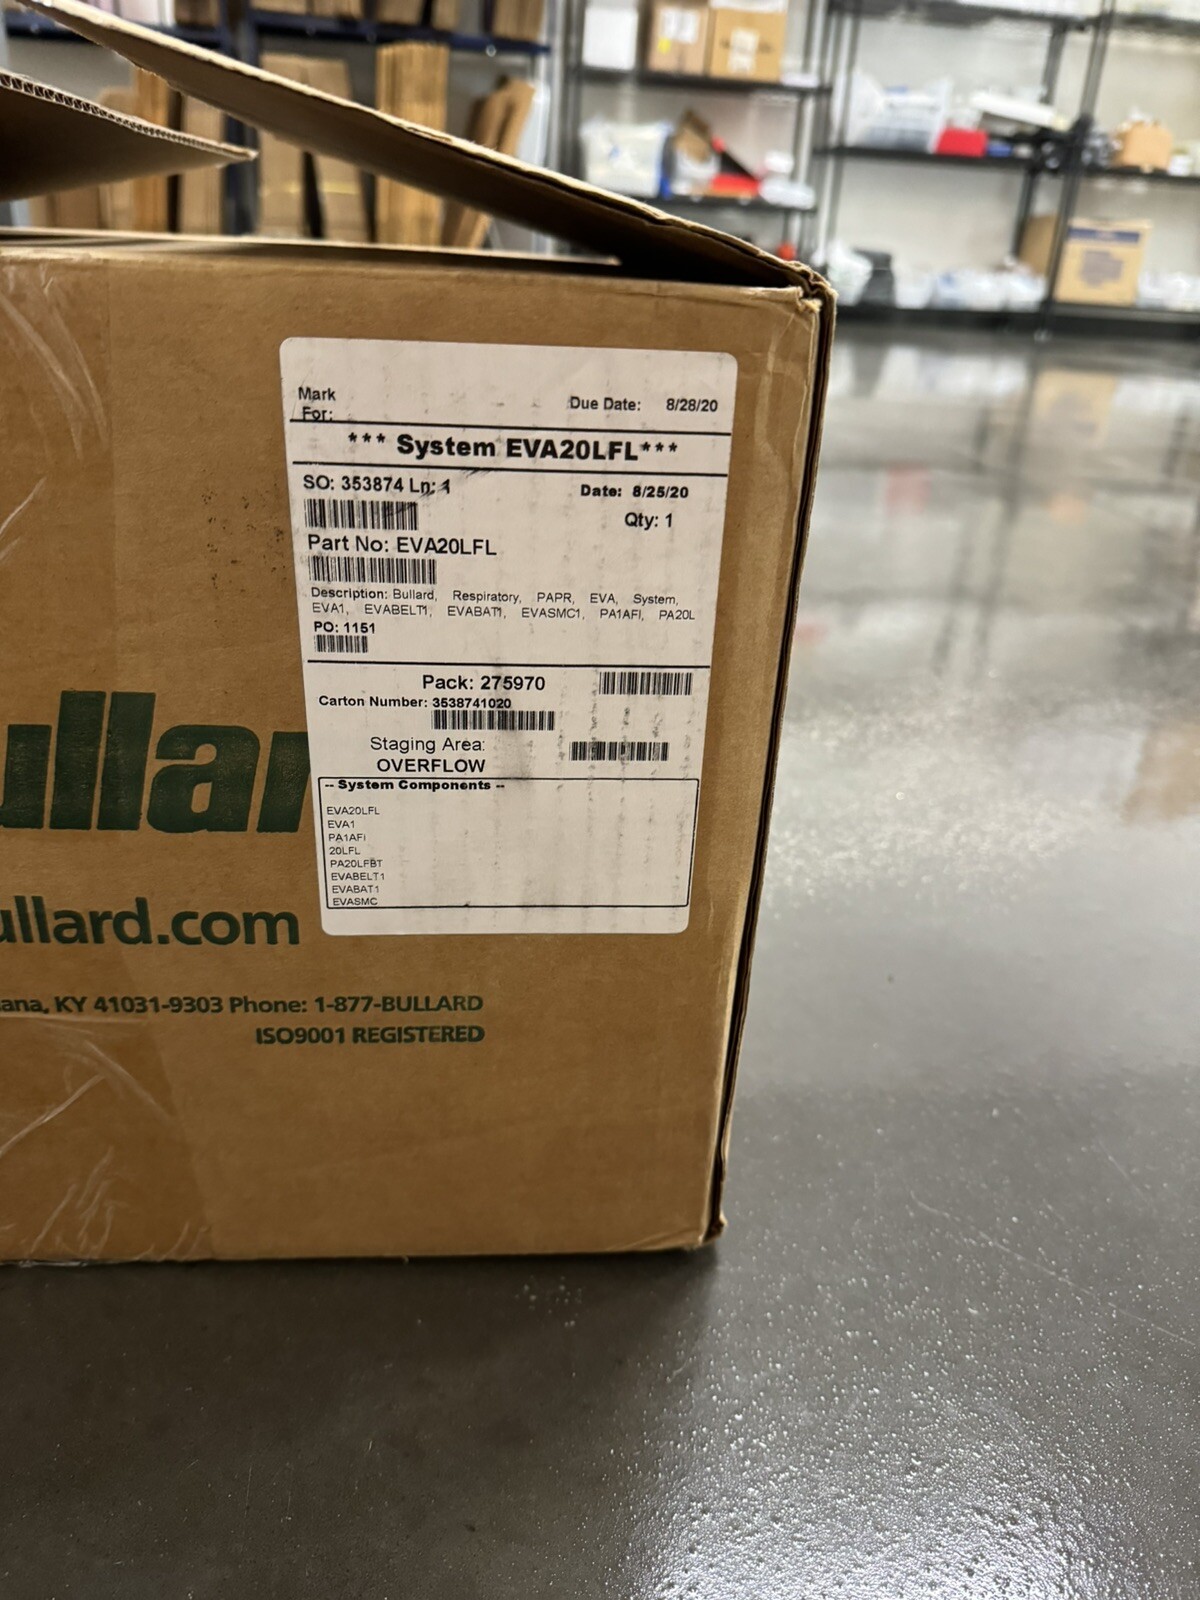 Mark
For:
Due Date: 8/28/20
*** System EVA20LFL***
SO: 353874 Ln: 1
Date: 8/25/20
Qty: 1
Part No: EVA20LFL
Description: Bullard, Respiratory, PAPR, EVA, System,
EVA1, EVABELT1, EVABAT1, EVASMC1, PA1AFI, PA20L
PO: 1151
Pack: 275970
Carton Number: 3538741020
Staging Area:
OVERFLOW
-- System Components --
EVA20LFL
EVA1
PA1AFI
20LFL
PA20LFBT
EVABELT1
EVABAT1
EVASMC
ullar
ullard.com
ana, KY 41031-9303 Phone: 1-877-BULLARD
ISO9001 REGISTERED